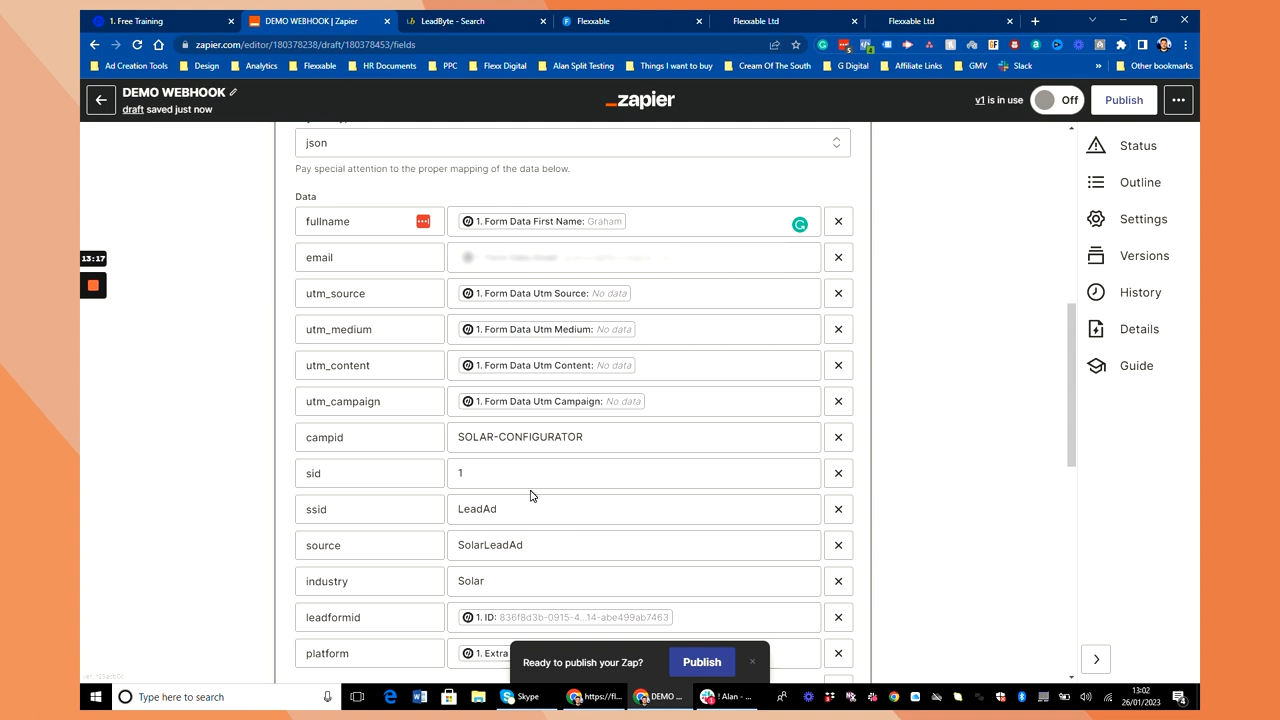 1. Free Training
DEMO WEBHOOK | Zapier
LeadByte - Search
Flexxable
Flexxable Ltd
Flexxable Ltd
zapier.com/editor/180378238/draft/180378453/fields
Ad Creation Tools
Design
Analytics
Flexxable
HR Documents
PPC
Flexx Digital
Alan Split Testing
Things I want to buy
Cream Of The South
G Digital
Affiliate Links
GMV
Slack
Other bookmarks
DEMO WEBHOOK
draft saved just now
_zapier
v1 is in use
Off
Publish
json
Pay special attention to the proper mapping of the data below.
Data
fullname
1. Form Data First Name: Graham
email
utm_source
1. Form Data Utm Source: No data
utm_medium
1. Form Data Utm Medium: No data
utm_content
1. Form Data Utm Content: No data
utm_campaign
1. Form Data Utm Campaign: No data
campid
SOLAR-CONFIGURATOR
sid
1
ssid
LeadAd
source
SolarLeadAd
industry
Solar
leadformid
1. ID: 836f8d3b-0915-4...14-abe499ab7463
platform
1. Extra
Ready to publish your Zap?
Publish
Status
Outline
Settings
Versions
History
Details
Guide
13:17
Type here to search
Skype
https://fl...
DEMO ...
! Alan - ...
13:02
26/01/2023
4